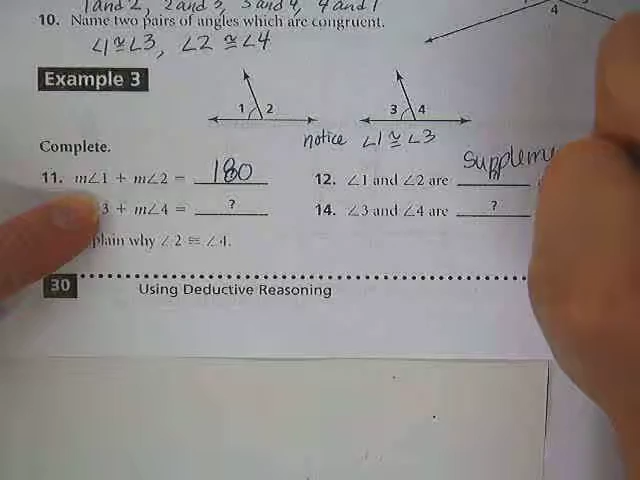 1 and 2, 2 and 3, 3 and 4, 4 and 1
10. Name two pairs of angles which are congruent.
4
∠1 ≅ ∠3, ∠2 ≅ ∠4
Example 3
1 2
3 4
notice ∠1 ≅ ∠3
Complete.
11. m∠1 + m∠2 = 180
12. ∠1 and ∠2 are
3 + m∠4 = ?
14. ∠3 and ∠4 are ?
plain why ∠2 ≅ ∠4.
30 Using Deductive Reasoning